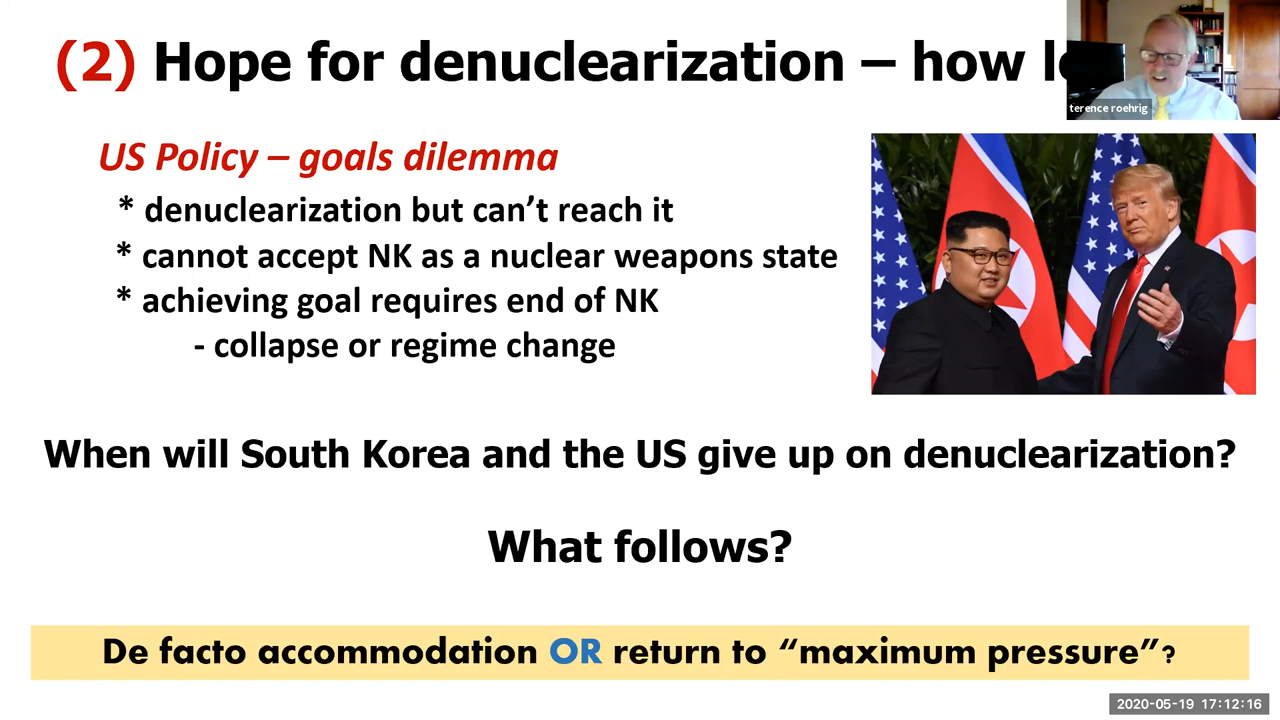 (2) Hope for denuclearization – how
terence roehrig
US Policy – goals dilemma
* denuclearization but can't reach it
* cannot accept NK as a nuclear weapons state
* achieving goal requires end of NK
- collapse or regime change
When will South Korea and the US give up on denuclearization?
What follows?
De facto accommodation OR return to “maximum pressure”?
2020-05-19 17:12:16